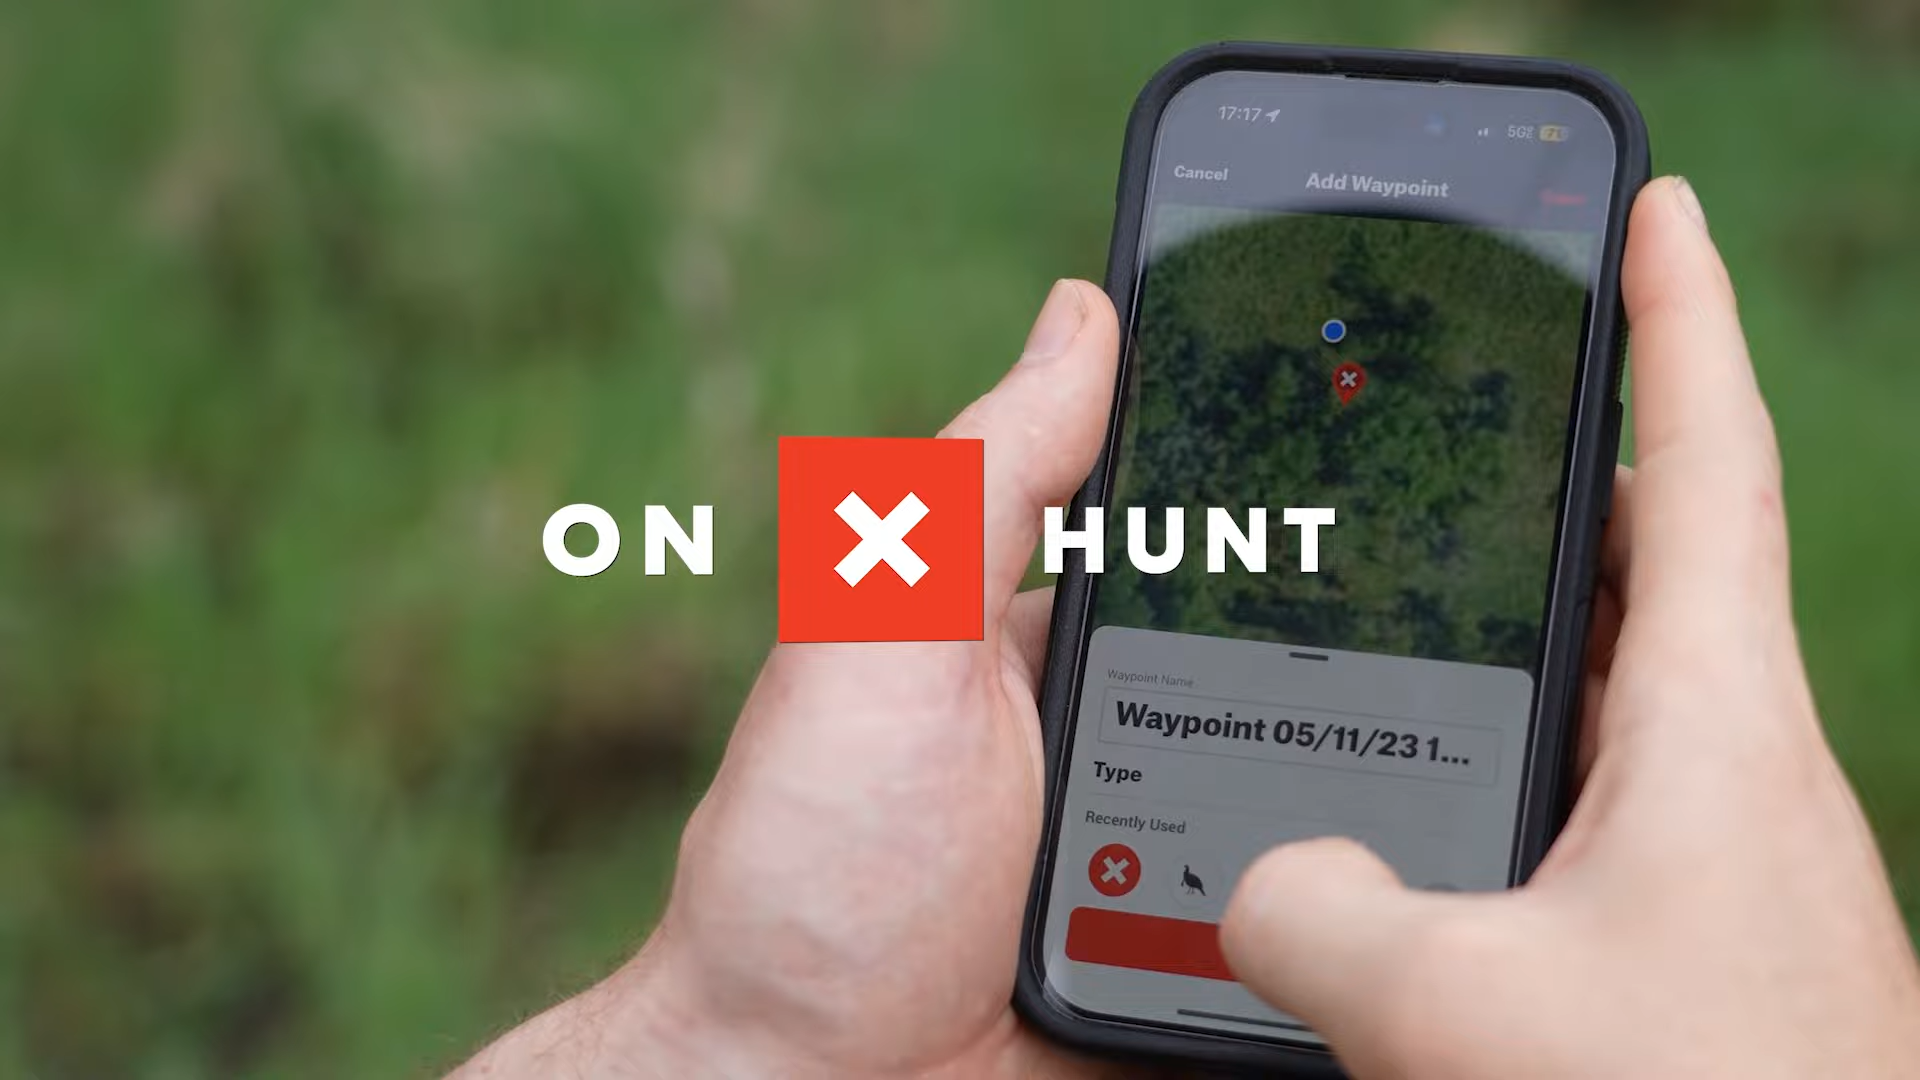 17:17
5G
Cancel
Add Waypoint
ON X HUNT
Waypoint Name
Waypoint 05/11/23 1...
Type
Recently Used